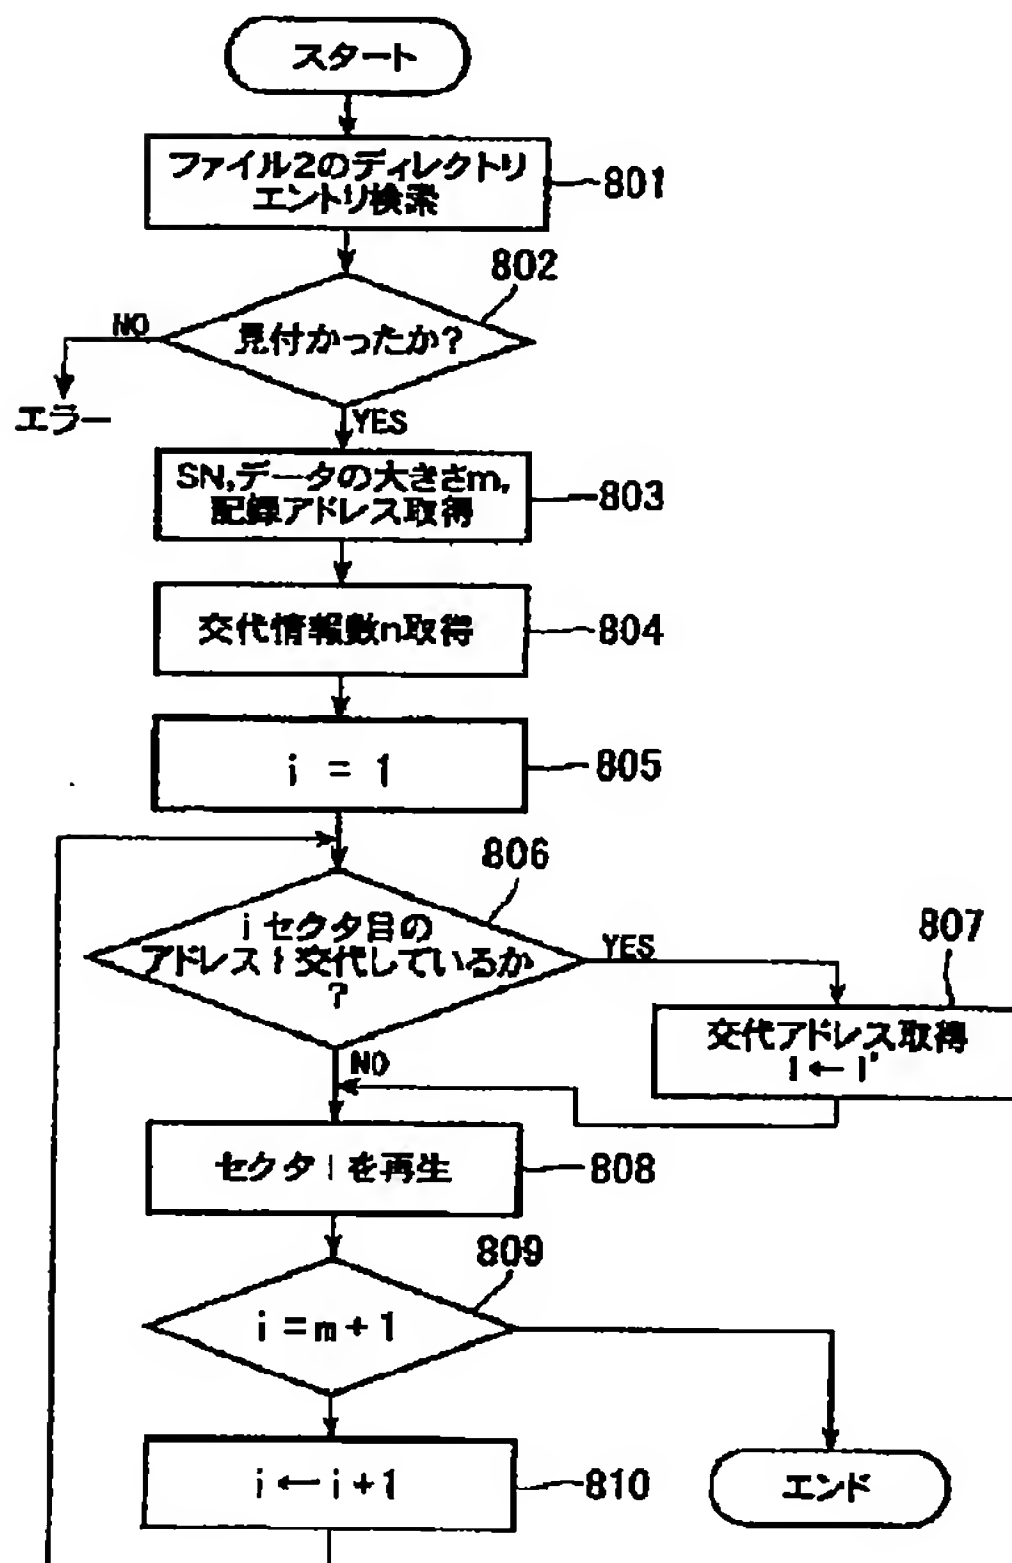 スタート
ファイル2のディレクトリ
エントリ検索
801
802
見付かったか?
NO
エラー
YES
SN,データの大きさm,
記録アドレス取得
803
交代情報数n取得
804
i = 1
805
806
i セクタ目の
アドレス l 交代しているか
?
YES
807
交代アドレス取得
l ← l'
NO
セクタ l を再生
808
809
i = m + 1
i ← i + 1
810
エンド